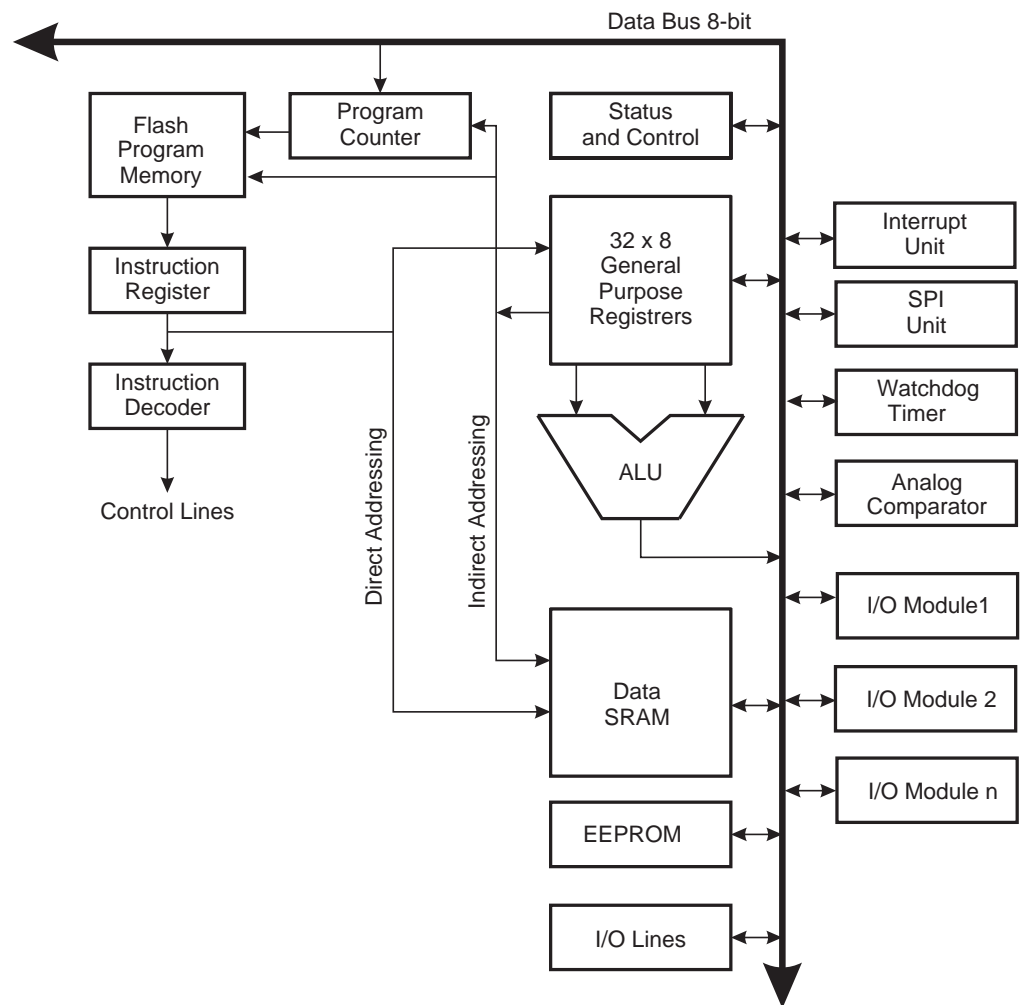 Data Bus 8-bit
Flash
Program
Memory
Program
Counter
Status
and Control
32 x 8
General
Purpose
Registrers
Interrupt
Unit
Instruction
Register
SPI
Unit
Instruction
Decoder
Watchdog
Timer
Control Lines
Direct Addressing
Indirect Addressing
ALU
Analog
Comparator
I/O Module1
Data
SRAM
I/O Module 2
I/O Module n
EEPROM
I/O Lines